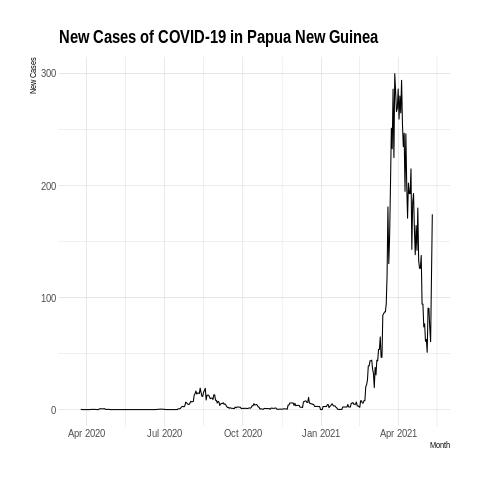 New Cases of COVID-19 in Papua New Guinea
New Cases
300
200
100
0
Apr 2020 Jul 2020 Oct 2020 Jan 2021 Apr 2021
Month